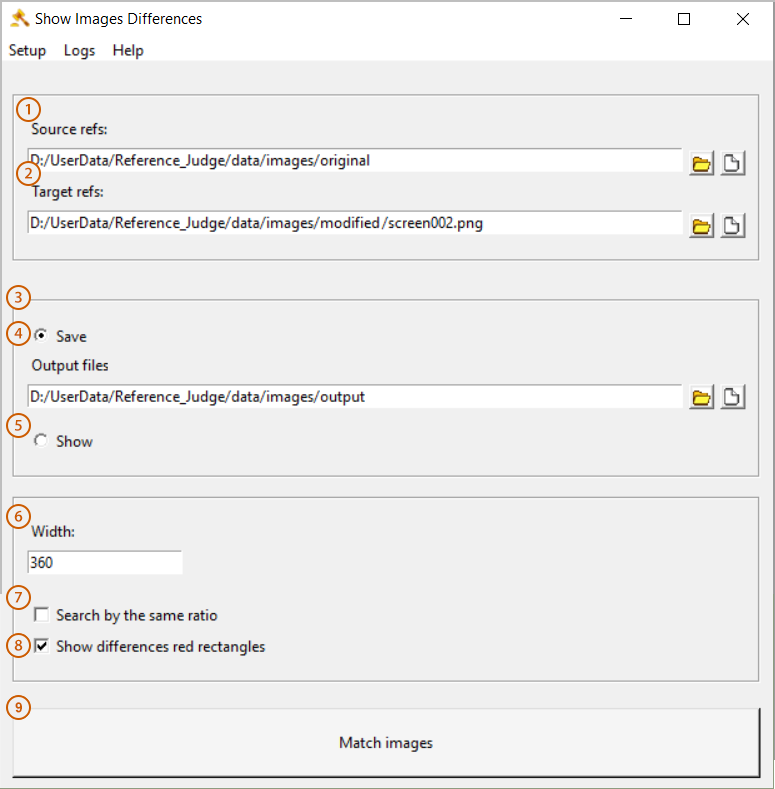 Show Images Differences
Setup Logs Help
1
Source refs:
D:/UserData/Reference_Judge/data/images/original
2
Target refs:
D:/UserData/Reference_Judge/data/images/modified/screen002.png
3
4 Save
Output files
D:/UserData/Reference_Judge/data/images/output
5
Show
6
Width:
360
7
Search by the same ratio
8 Show differences red rectangles
9
Match images